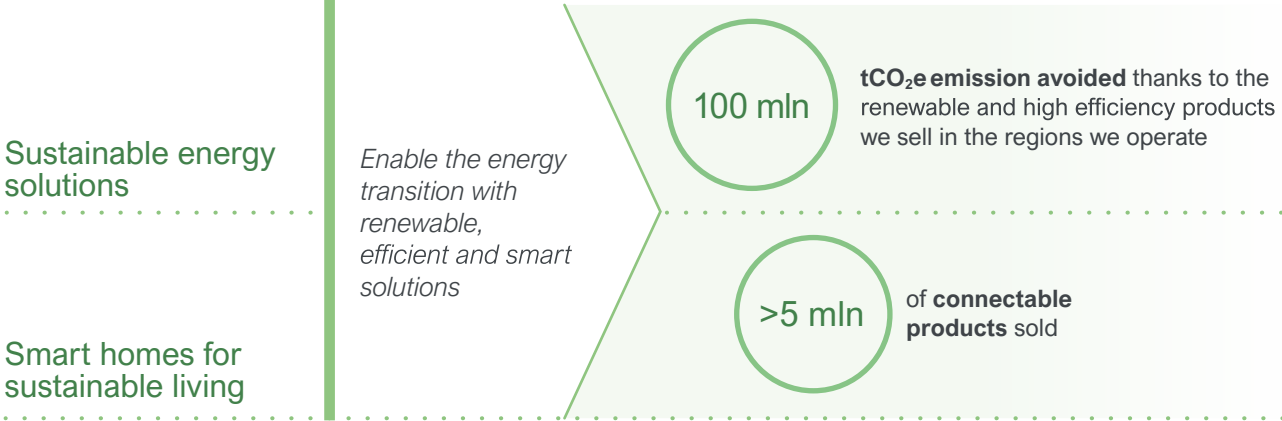 Sustainable energy
solutions
Smart homes for
sustainable living
Enable the energy
transition with
renewable,
efficient and smart
solutions
100 mln
tCO₂e emission avoided thanks to the
renewable and high efficiency products
we sell in the regions we operate
>5 mln
of connectable
products sold